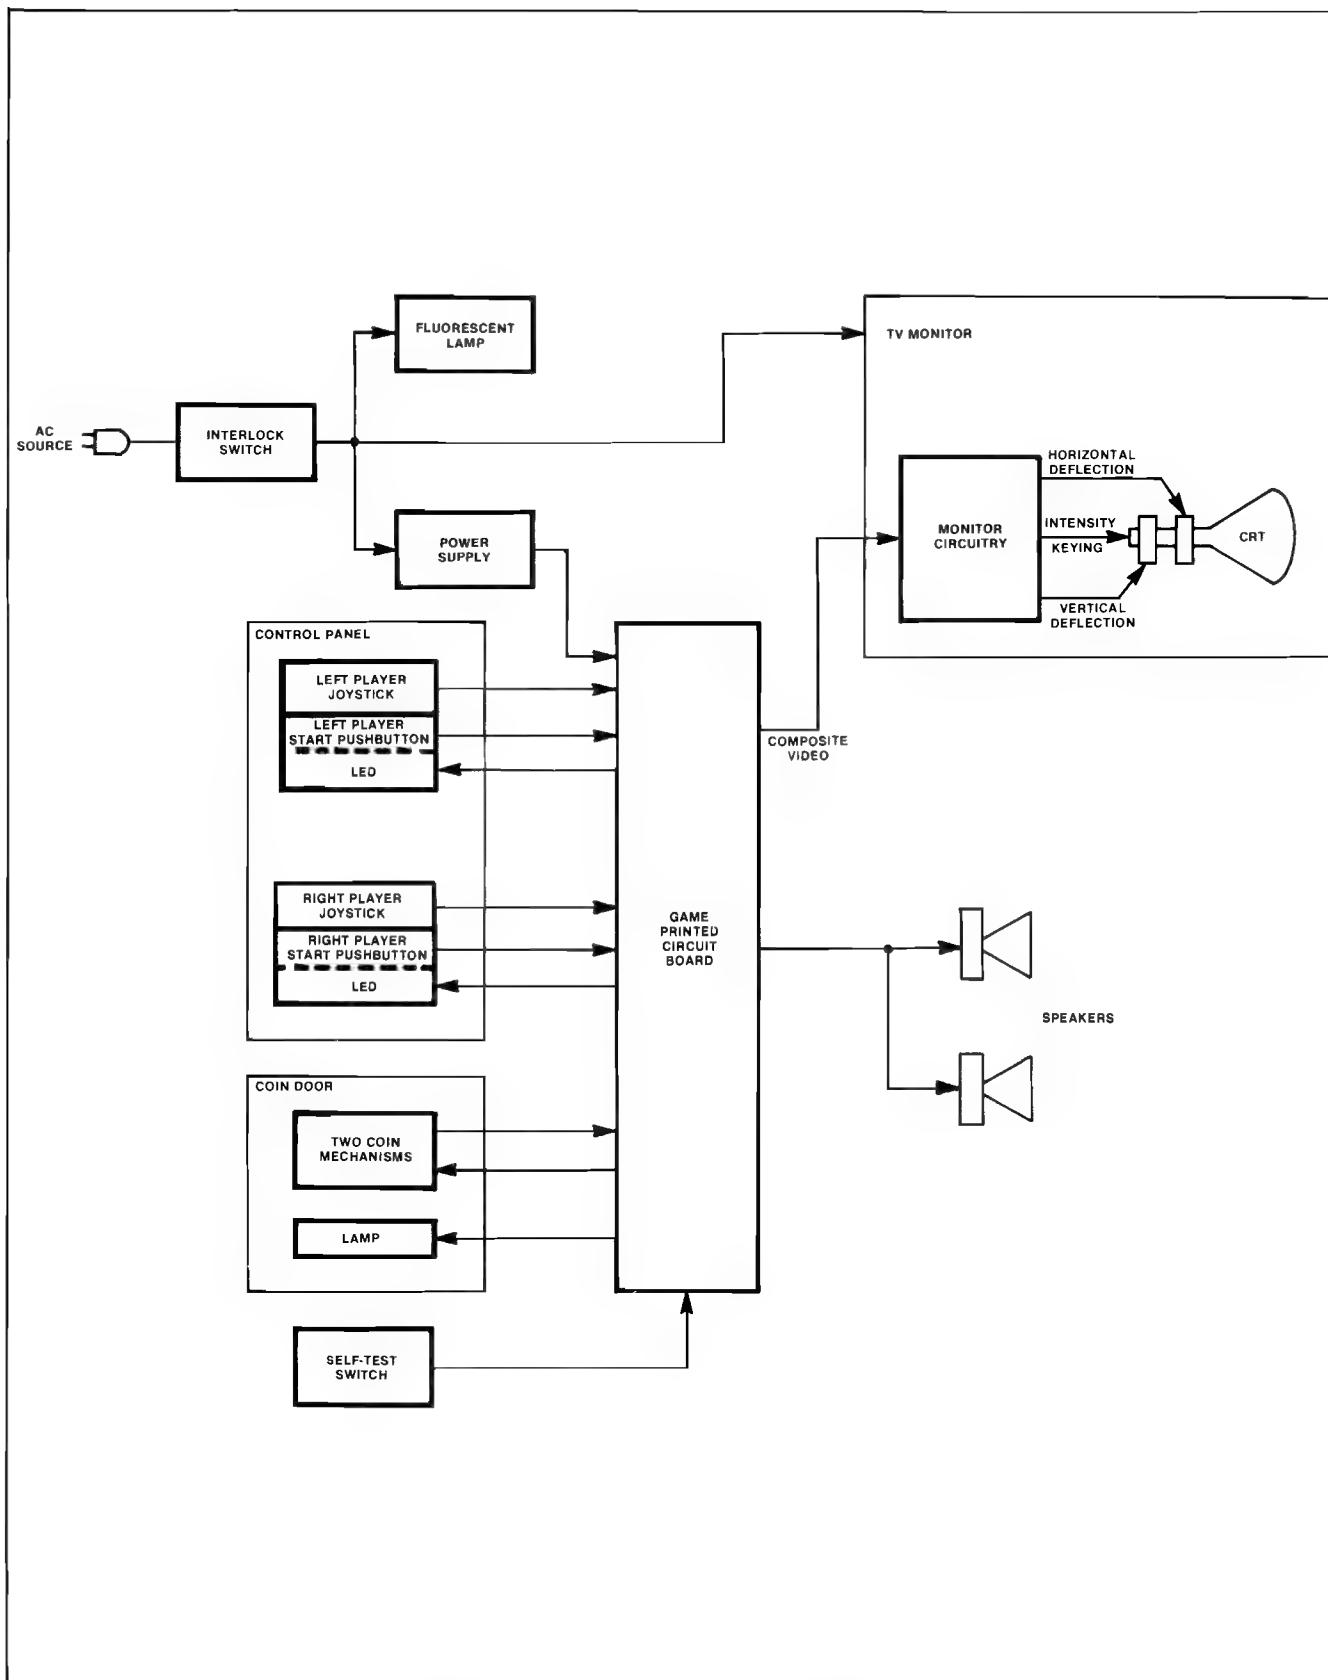 FLUORESCENT
LAMP
TV MONITOR
AC
SOURCE
INTERLOCK
SWITCH
HORIZONTAL
DEFLECTION
POWER
SUPPLY
MONITOR
CIRCUITRY
INTENSITY
KEYING
CRT
VERTICAL
DEFLECTION
CONTROL PANEL
LEFT PLAYER
JOYSTICK
LEFT PLAYER
START PUSHBUTTON
LED
COMPOSITE
VIDEO
RIGHT PLAYER
JOYSTICK
RIGHT PLAYER
START PUSHBUTTON
LED
GAME
PRINTED
CIRCUIT
BOARD
SPEAKERS
COIN DOOR
TWO COIN
MECHANISMS
LAMP
SELF-TEST
SWITCH